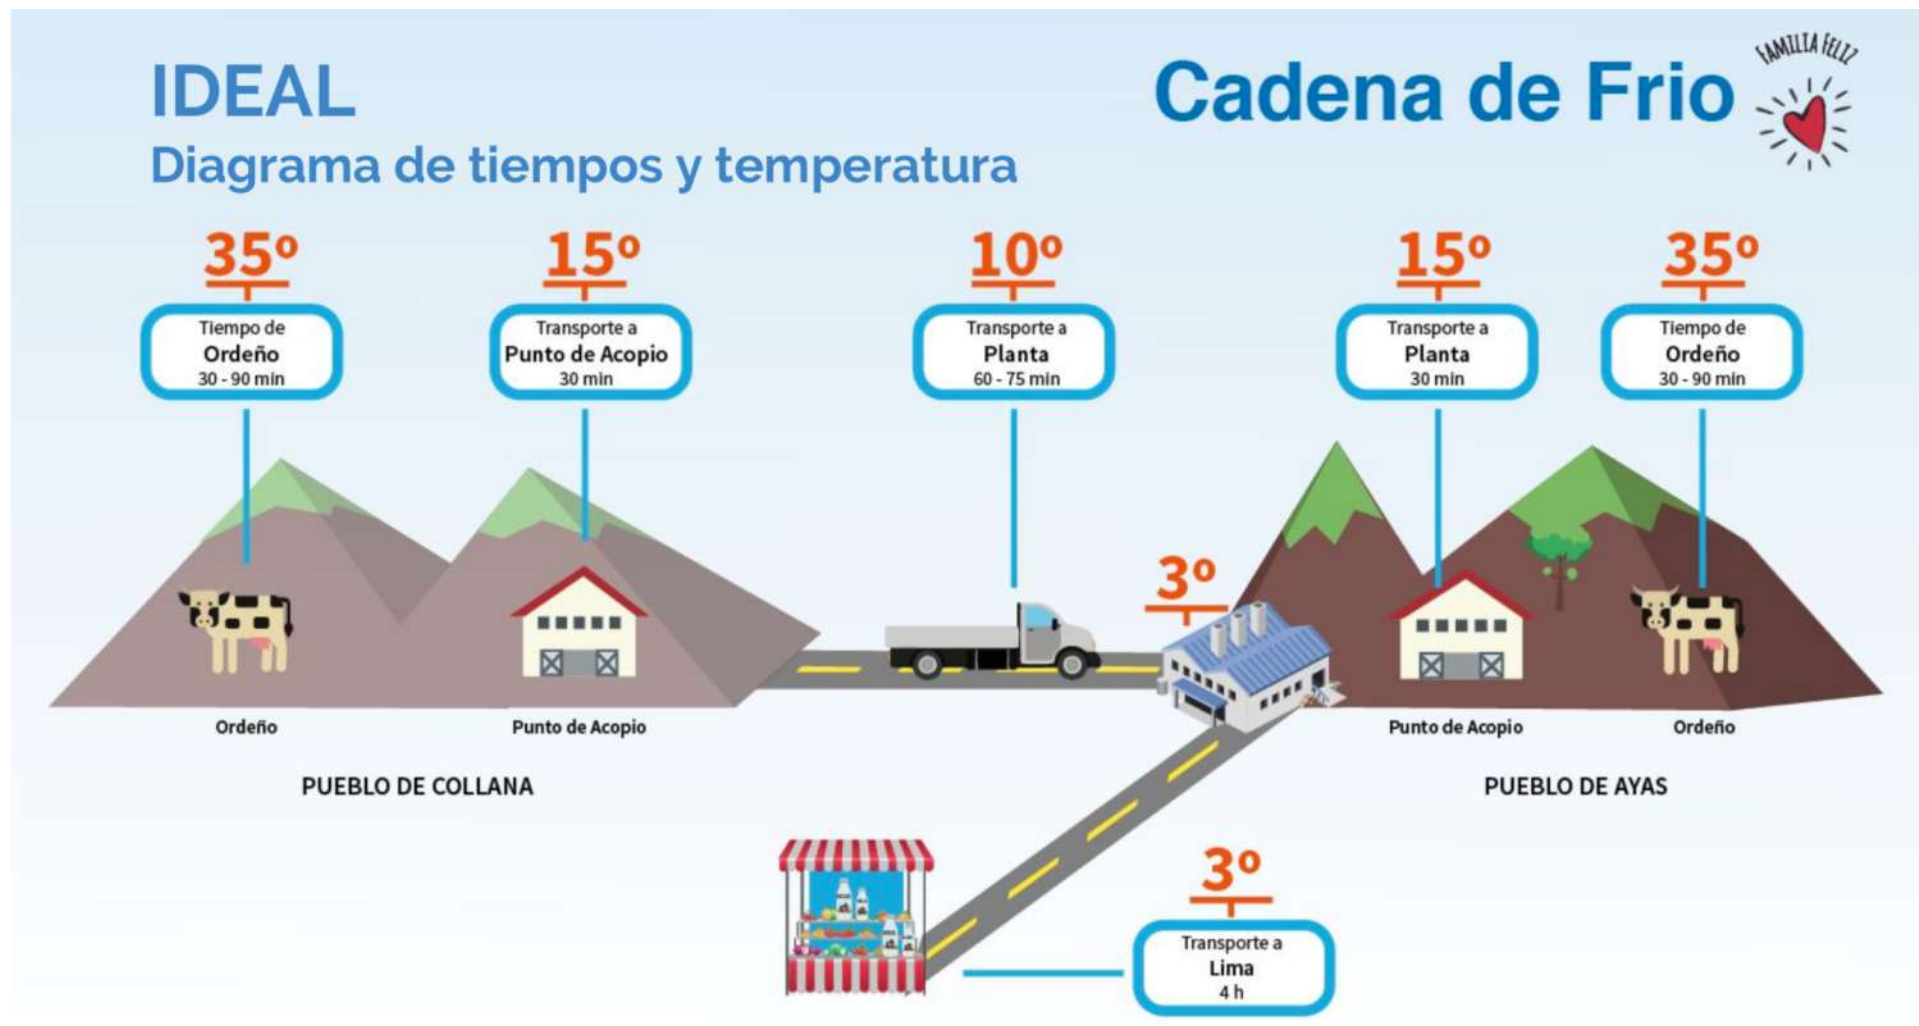 IDEAL
Diagrama de tiempos y temperatura
Cadena de Frio
FAMILIA FELIZ
35º
Tiempo de
Ordeño
30 - 90 min
15º
Transporte a
Punto de Acopio
30 min
10º
Transporte a
Planta
60 - 75 min
15º
Transporte a
Planta
30 min
35º
Tiempo de
Ordeño
30 - 90 min
3º
Ordeño
Punto de Acopio
Punto de Acopio
Ordeño
PUEBLO DE COLLANA
PUEBLO DE AYAS
3º
Transporte a
Lima
4 h